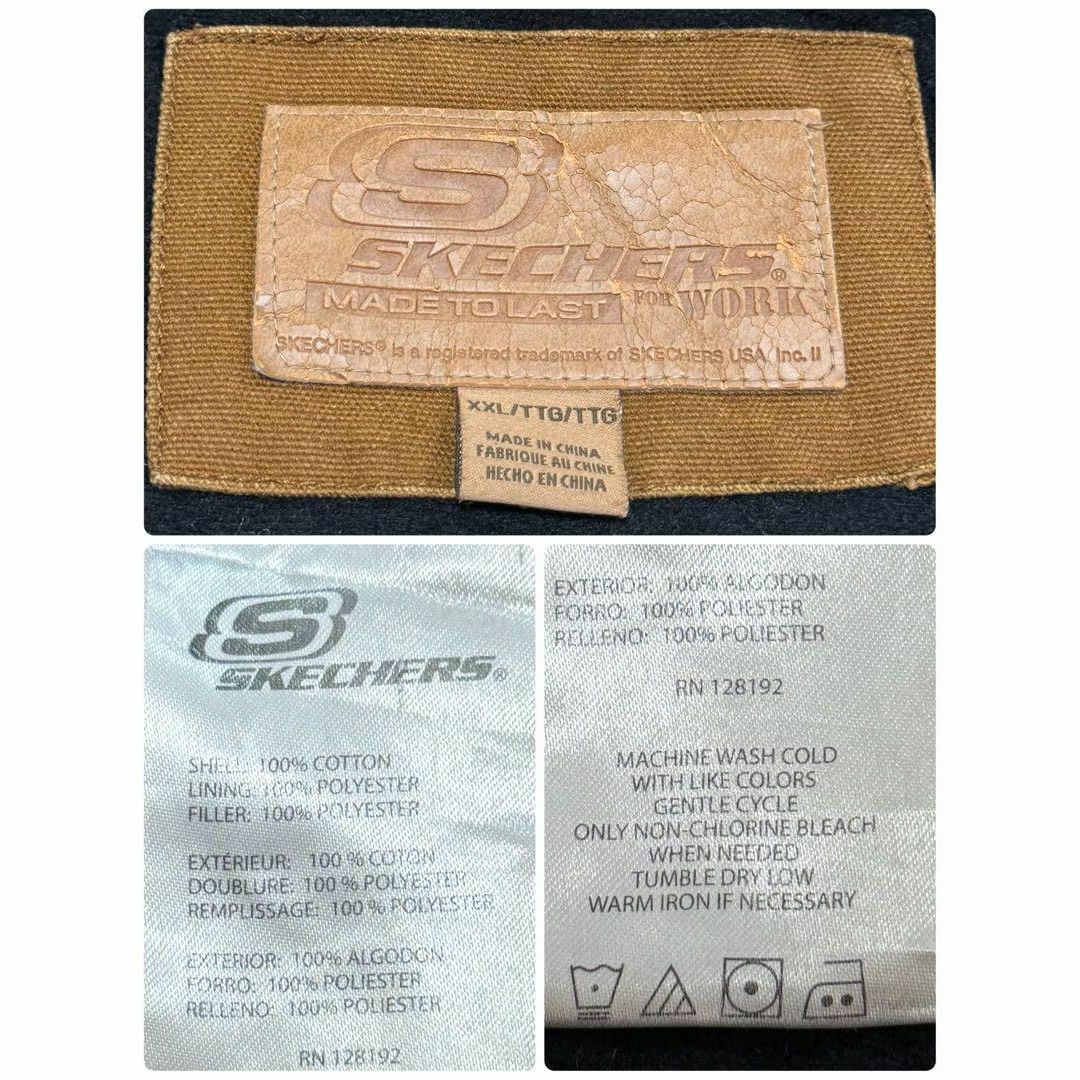 SKECHERS®
MADE TO LAST FOR WORK
SKECHERS® is a registered trademark of SKECHERS USA, Inc. II
XXL/TTG/TTG
MADE IN CHINA
FABRIQUE AU CHINE
HECHO EN CHINA
SKECHERS®
SHELL: 100% COTTON
LINING: 100% POLYESTER
FILLER: 100% POLYESTER
EXTÉRIEUR: 100 % COTON
DOUBLURE: 100 % POLYESTER
REMPLISSAGE: 100 % POLYESTER
EXTERIOR: 100% ALGODON
FORRO: 100% POLIESTER
RELLENO: 100% POLIESTER
RN 128192
EXTERIOR: 100% ALGODON
FORRO: 100% POLIESTER
RELLENO: 100% POLIESTER
RN 128192
MACHINE WASH COLD
WITH LIKE COLORS
GENTLE CYCLE
ONLY NON-CHLORINE BLEACH
WHEN NEEDED
TUMBLE DRY LOW
WARM IRON IF NECESSARY